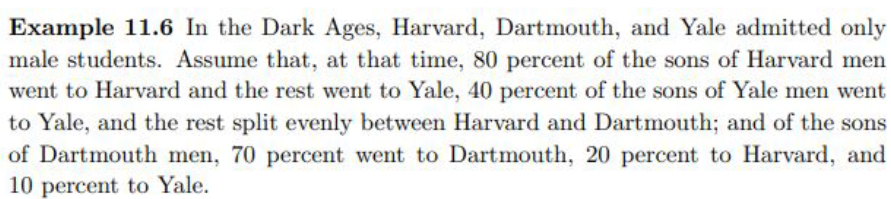 Example 11.6 In the Dark Ages, Harvard, Dartmouth, and Yale admitted only
male students. Assume that, at that time, 80 percent of the sons of Harvard men
went to Harvard and the rest went to Yale, 40 percent of the sons of Yale men went
to Yale, and the rest split evenly between Harvard and Dartmouth; and of the sons
of Dartmouth men, 70 percent went to Dartmouth, 20 percent to Harvard, and
10 percent to Yale.